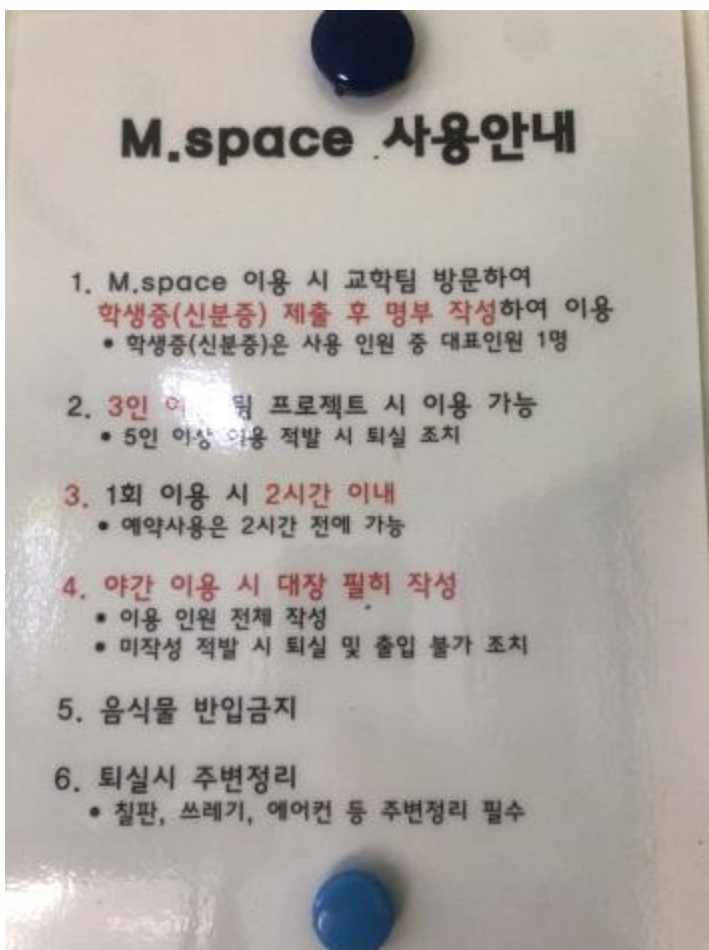 M.space 사용안내
1. M.space 이용 시 교학팀 방문하여
학생증(신분증) 제출 후 명부 작성하여 이용
• 학생증(신분증)은 사용 인원 중 대표인원 1명
2. 3인 프로젝트 시 이용 가능
• 5인 이상 이용 적발 시 퇴실 조치
3. 1회 이용 시 2시간 이내
• 예약사용은 2시간 전에 가능
4. 야간 이용 시 대장 필히 작성
• 이용 인원 전체 작성
• 미작성 적발 시 퇴실 및 출입 불가 조치
5. 음식물 반입금지
6. 퇴실시 주변정리
• 칠판, 쓰레기, 에어컨 등 주변정리 필수